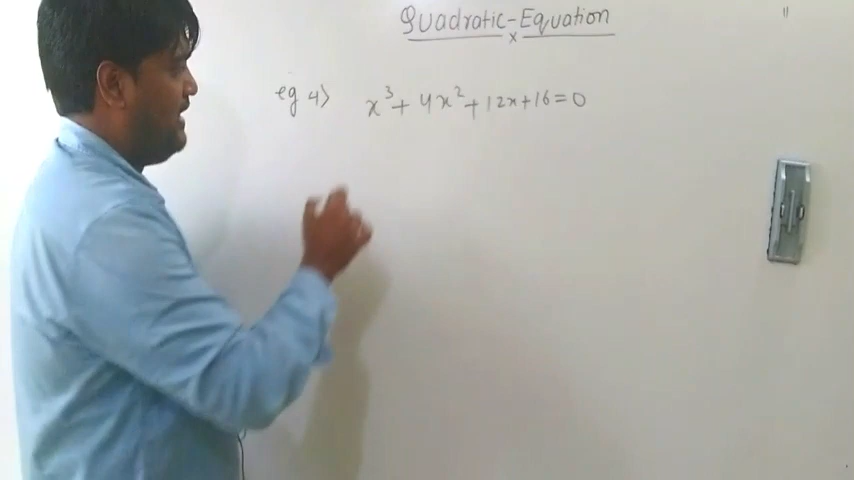 Quadratic-Equation
x
eg 4> x³ + 4x² + 12x + 16 = 0